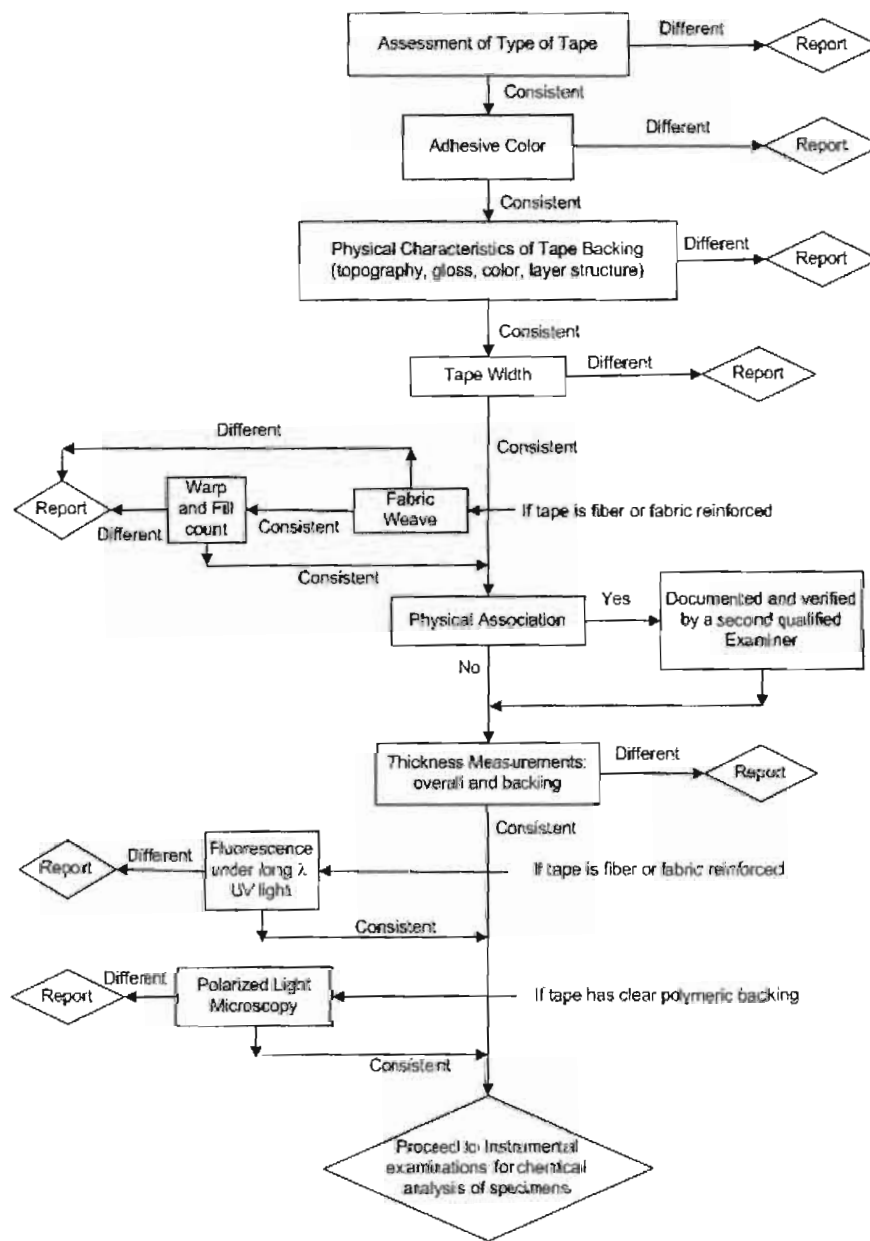 Assessment of Type of Tape
Different
Report
Consistent
Adhesive Color
Different
Report
Consistent
Physical Characteristics of Tape Backing
(topography, gloss, color, layer structure)
Different
Report
Consistent
Tape Width
Different
Report
Consistent
Different
Report
Different
Warp
and Fill
count
Consistent
Fabric
Weave
If tape is fiber or fabric reinforced
Consistent
Physical Association
Yes
Documented and verified
by a second qualified
Examiner
No
Thickness Measurements:
overall and backing
Different
Report
Consistent
Report
Different
Fluorescence
under long λ
UV light
If tape is fiber or fabric reinforced
Consistent
Report
Different
Polarized Light
Microscopy
If tape has clear polymeric backing
Consistent
Proceed to Instrumental
examinations for chemical
analysis of specimens